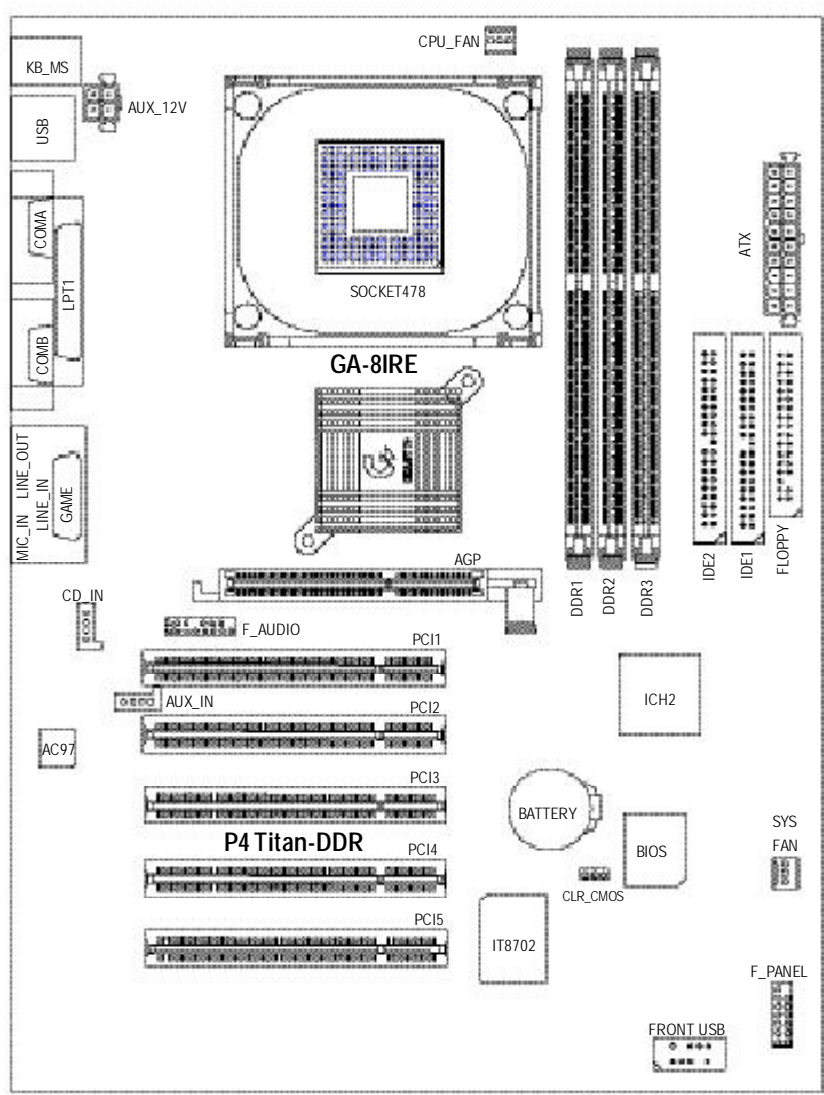 CPU_FAN
KB_MS
AUX_12V
USB
COMA
LPT1
COMB
SOCKET478
ATX
GA-8IRE
MIC_IN LINE_OUT
LINE_IN
GAME
AGP
DDR1
DDR2
DDR3
IDE2
IDE1
FLOPPY
CD_IN
F_AUDIO
PCI1
AUX_IN
PCI2
ICH2
AC97
PCI3
BATTERY
P4 Titan-DDR
PCI4
BIOS
SYS
FAN
CLR_CMOS
PCI5
IT8702
F_PANEL
FRONT USB